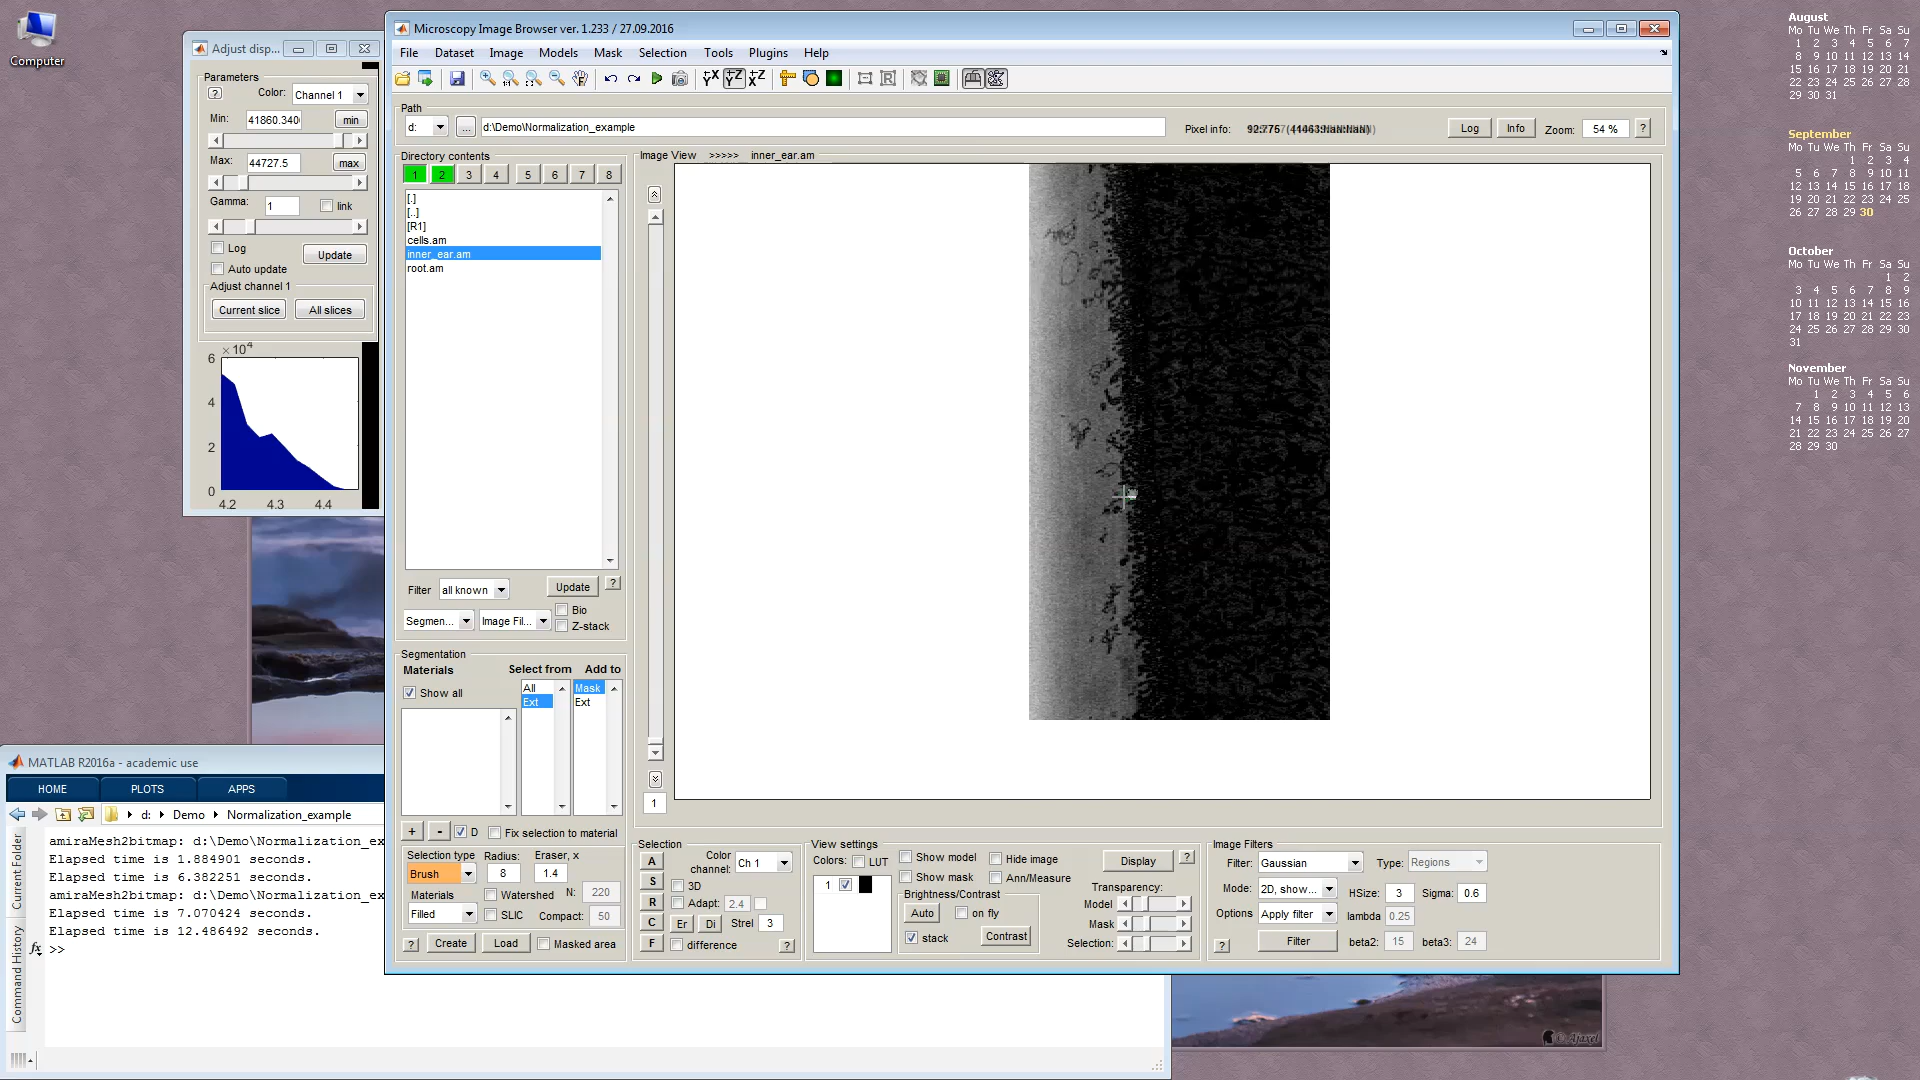 Computer
Adjust disp...
Parameters
?
Color:
Channel 1
Min:
min
Max:
44727.5
max
Gamma:
1
link
Log
Update
Auto update
Adjust channel 1
Current slice
All slices
×10⁴
6
4
2
0
4.2
4.3
4.4
Microscopy Image Browser ver. 1.233 / 27.09.2016
File Dataset Image Models Mask Selection Tools Plugins Help
Path
d:
...
d:\Demo\Normalization_example
Pixel info:
Log
Info
Zoom:
54 %
?
Directory contents
1 2 3 4 5 6 7 8
[.]
[..]
[R1]
cells.am
inner_ear.am
root.am
Filter
all known
Update
?
Segmen...
Image Fil...
Bio
Z-stack
Image View >>>>> inner_ear.am
1
Segmentation
Materials
Select from
Add to
Show all
All
Ext
Mask
Ext
+
-
D
Fix selection to material
Selection type
Brush
Radius:
8
Eraser, x
1.4
Materials
Filled
Watershed
N:
220
SLIC
Compact:
50
?
Create
Load
Masked area
Selection
A
S
R
C
F
Color channel:
Ch 1
3D
Adapt:
2.4
Er
Di
Strel
3
difference
?
View settings
Colors:
LUT
1
Show model
Hide image
Display
?
Show mask
Ann/Measure
Brightness/Contrast
Auto
on fly
stack
Contrast
Transparency:
Model
Mask
Selection:
Image Filters
Filter:
Gaussian
Type:
Regions
Mode:
2D, show...
HSize:
3
Sigma:
0.6
Options
Apply filter
lambda
0.25
?
Filter
beta2:
15
beta3:
24
MATLAB R2016a - academic use
HOME PLOTS APPS
d: Demo Normalization_example
Current Folder
Command History
amiraMesh2bitmap: d:\Demo\Normalization_ex
Elapsed time is 1.884901 seconds.
Elapsed time is 6.382251 seconds.
amiraMesh2bitmap: d:\Demo\Normalization_ex
Elapsed time is 7.070424 seconds.
Elapsed time is 12.486492 seconds.
fx >>
August
Mo Tu We Th Fr Sa Su
1 2 3 4 5 6 7
8 9 10 11 12 13 14
15 16 17 18 19 20 21
22 23 24 25 26 27 28
29 30 31
September
Mo Tu We Th Fr Sa Su
1 2 3 4
5 6 7 8 9 10 11
12 13 14 15 16 17 18
19 20 21 22 23 24 25
26 27 28 29 30
October
Mo Tu We Th Fr Sa Su
1 2
3 4 5 6 7 8 9
10 11 12 13 14 15 16
17 18 19 20 21 22 23
24 25 26 27 28 29 30
31
November
Mo Tu We Th Fr Sa Su
1 2 3 4 5 6
7 8 9 10 11 12 13
14 15 16 17 18 19 20
21 22 23 24 25 26 27
28 29 30